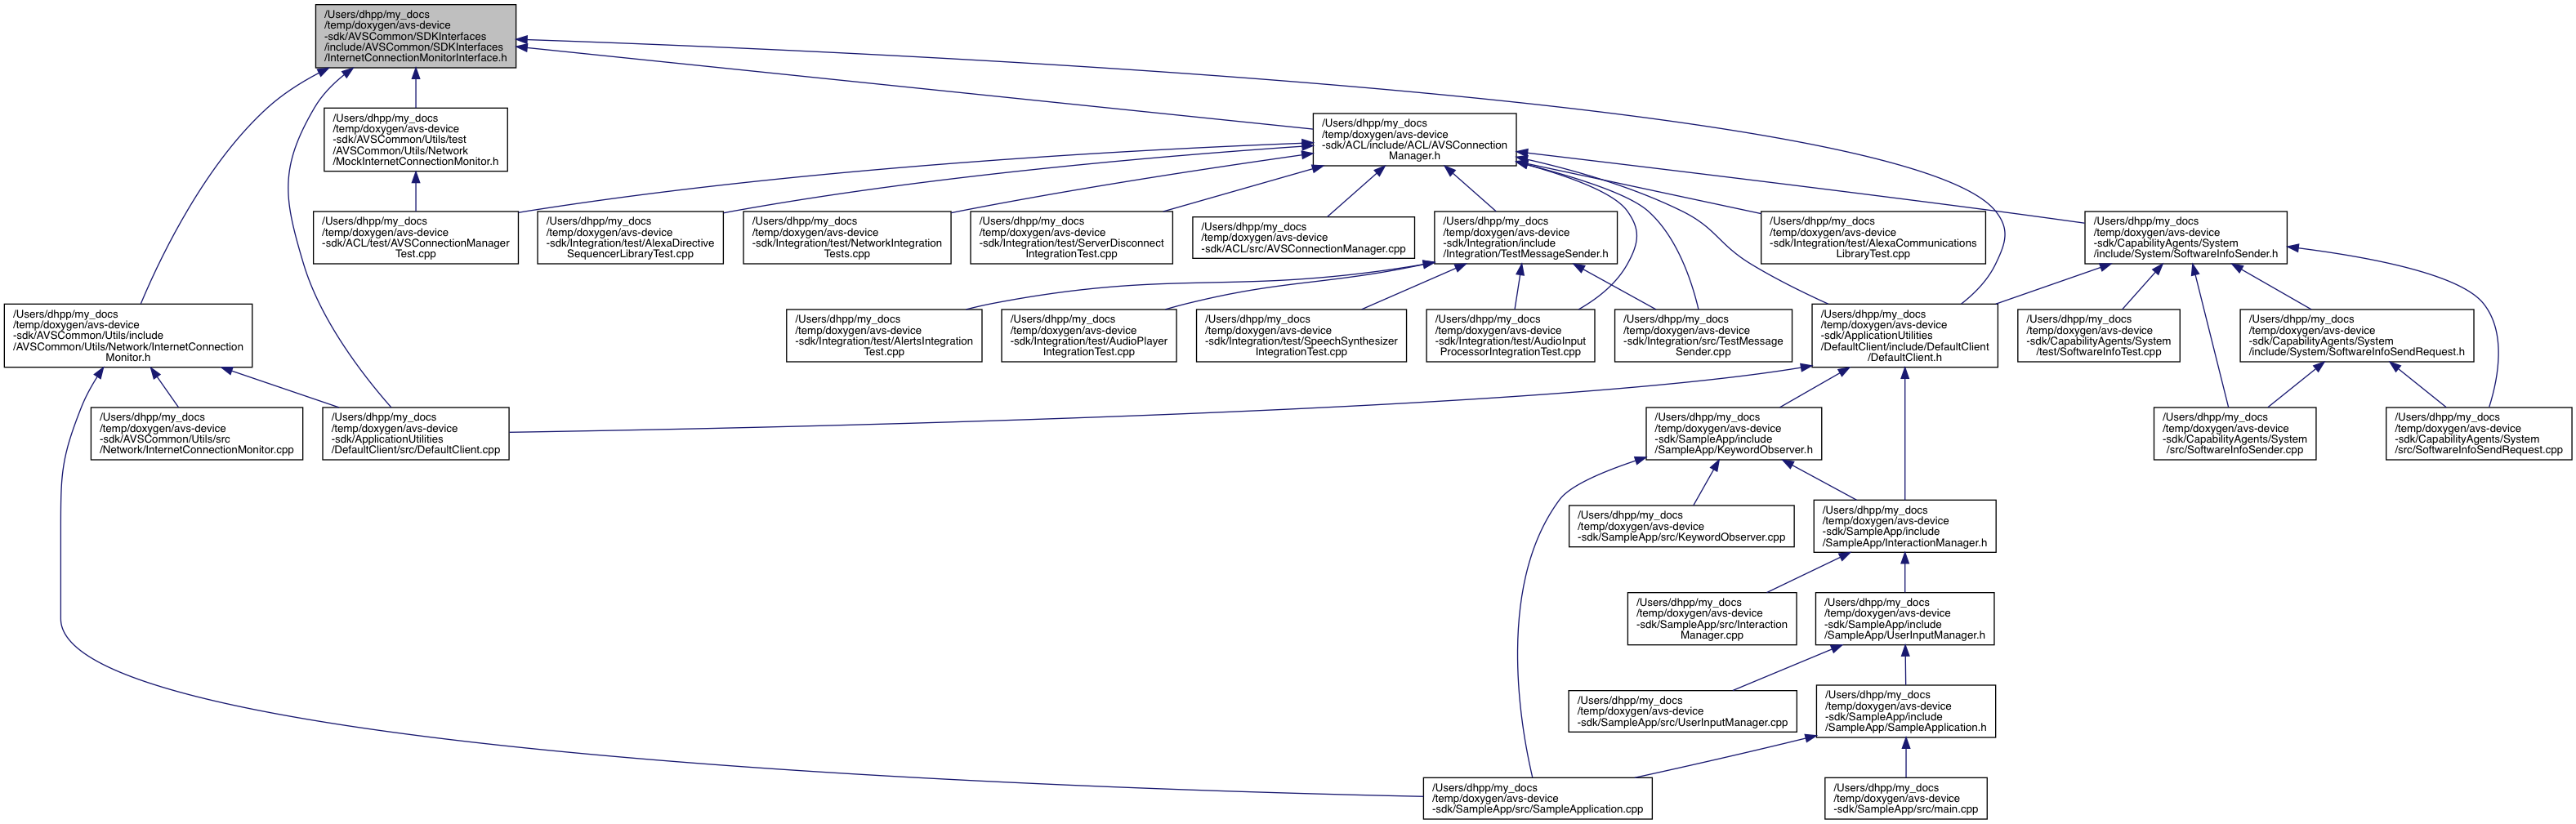 /Users/dhpp/my_docs
/temp/doxygen/avs-device
-sdk/AVSCommon/SDKInterfaces
/include/AVSCommon/SDKInterfaces
/InternetConnectionMonitorInterface.h
/Users/dhpp/my_docs
/temp/doxygen/avs-device
-sdk/AVSCommon/Utils/test
/AVSCommon/Utils/Network
/MockInternetConnectionMonitor.h
/Users/dhpp/my_docs
/temp/doxygen/avs-device
-sdk/ACL/include/ACL/AVSConnection
Manager.h
/Users/dhpp/my_docs
/temp/doxygen/avs-device
-sdk/ACL/test/AVSConnectionManager
Test.cpp
/Users/dhpp/my_docs
/temp/doxygen/avs-device
-sdk/Integration/test/AlexaDirective
SequencerLibraryTest.cpp
/Users/dhpp/my_docs
/temp/doxygen/avs-device
-sdk/Integration/test/NetworkIntegration
Tests.cpp
/Users/dhpp/my_docs
/temp/doxygen/avs-device
-sdk/Integration/test/ServerDisconnect
IntegrationTest.cpp
/Users/dhpp/my_docs
/temp/doxygen/avs-device
-sdk/ACL/src/AVSConnectionManager.cpp
/Users/dhpp/my_docs
/temp/doxygen/avs-device
-sdk/Integration/include
/Integration/TestMessageSender.h
/Users/dhpp/my_docs
/temp/doxygen/avs-device
-sdk/Integration/test/AlexaCommunications
LibraryTest.cpp
/Users/dhpp/my_docs
/temp/doxygen/avs-device
-sdk/CapabilityAgents/System
/include/System/SoftwareInfoSender.h
/Users/dhpp/my_docs
/temp/doxygen/avs-device
-sdk/AVSCommon/Utils/include
/AVSCommon/Utils/Network/InternetConnection
Monitor.h
/Users/dhpp/my_docs
/temp/doxygen/avs-device
-sdk/Integration/test/AlertsIntegration
Test.cpp
/Users/dhpp/my_docs
/temp/doxygen/avs-device
-sdk/Integration/test/AudioPlayer
IntegrationTest.cpp
/Users/dhpp/my_docs
/temp/doxygen/avs-device
-sdk/Integration/test/SpeechSynthesizer
IntegrationTest.cpp
/Users/dhpp/my_docs
/temp/doxygen/avs-device
-sdk/Integration/test/AudioInput
ProcessorIntegrationTest.cpp
/Users/dhpp/my_docs
/temp/doxygen/avs-device
-sdk/Integration/src/TestMessage
Sender.cpp
/Users/dhpp/my_docs
/temp/doxygen/avs-device
-sdk/ApplicationUtilities
/DefaultClient/include/DefaultClient
/DefaultClient.h
/Users/dhpp/my_docs
/temp/doxygen/avs-device
-sdk/CapabilityAgents/System
/test/SoftwareInfoTest.cpp
/Users/dhpp/my_docs
/temp/doxygen/avs-device
-sdk/CapabilityAgents/System
/include/System/SoftwareInfoSendRequest.h
/Users/dhpp/my_docs
/temp/doxygen/avs-device
-sdk/AVSCommon/Utils/src
/Network/InternetConnectionMonitor.cpp
/Users/dhpp/my_docs
/temp/doxygen/avs-device
-sdk/ApplicationUtilities
/DefaultClient/src/DefaultClient.cpp
/Users/dhpp/my_docs
/temp/doxygen/avs-device
-sdk/SampleApp/include
/SampleApp/KeywordObserver.h
/Users/dhpp/my_docs
/temp/doxygen/avs-device
-sdk/CapabilityAgents/System
/src/SoftwareInfoSender.cpp
/Users/dhpp/my_docs
/temp/doxygen/avs-device
-sdk/CapabilityAgents/System
/src/SoftwareInfoSendRequest.cpp
/Users/dhpp/my_docs
/temp/doxygen/avs-device
-sdk/SampleApp/src/KeywordObserver.cpp
/Users/dhpp/my_docs
/temp/doxygen/avs-device
-sdk/SampleApp/include
/SampleApp/InteractionManager.h
/Users/dhpp/my_docs
/temp/doxygen/avs-device
-sdk/SampleApp/src/Interaction
Manager.cpp
/Users/dhpp/my_docs
/temp/doxygen/avs-device
-sdk/SampleApp/include
/SampleApp/UserInputManager.h
/Users/dhpp/my_docs
/temp/doxygen/avs-device
-sdk/SampleApp/src/UserInputManager.cpp
/Users/dhpp/my_docs
/temp/doxygen/avs-device
-sdk/SampleApp/include
/SampleApp/SampleApplication.h
/Users/dhpp/my_docs
/temp/doxygen/avs-device
-sdk/SampleApp/src/SampleApplication.cpp
/Users/dhpp/my_docs
/temp/doxygen/avs-device
-sdk/SampleApp/src/main.cpp